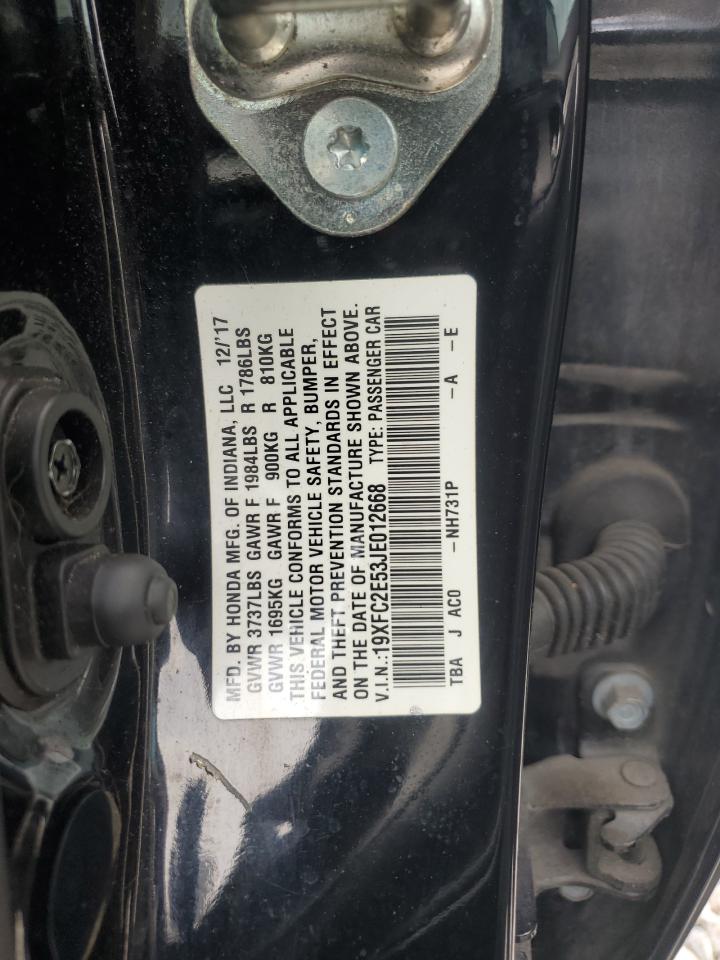 MFD. BY HONDA MFG. OF INDIANA, LLC 12/'17
GVWR 3737LBS GAWR F 1984LBS R 1786LBS
GVWR 1695KG GAWR F 900KG R 810KG
THIS VEHICLE CONFORMS TO ALL APPLICABLE
FEDERAL MOTOR VEHICLE SAFETY, BUMPER,
AND THEFT PREVENTION STANDARDS IN EFFECT
ON THE DATE OF MANUFACTURE SHOWN ABOVE.
V.I.N.:19XFC2E53JE012668 TYPE: PASSENGER CAR
TBA J AC0 -NH731P -A -E